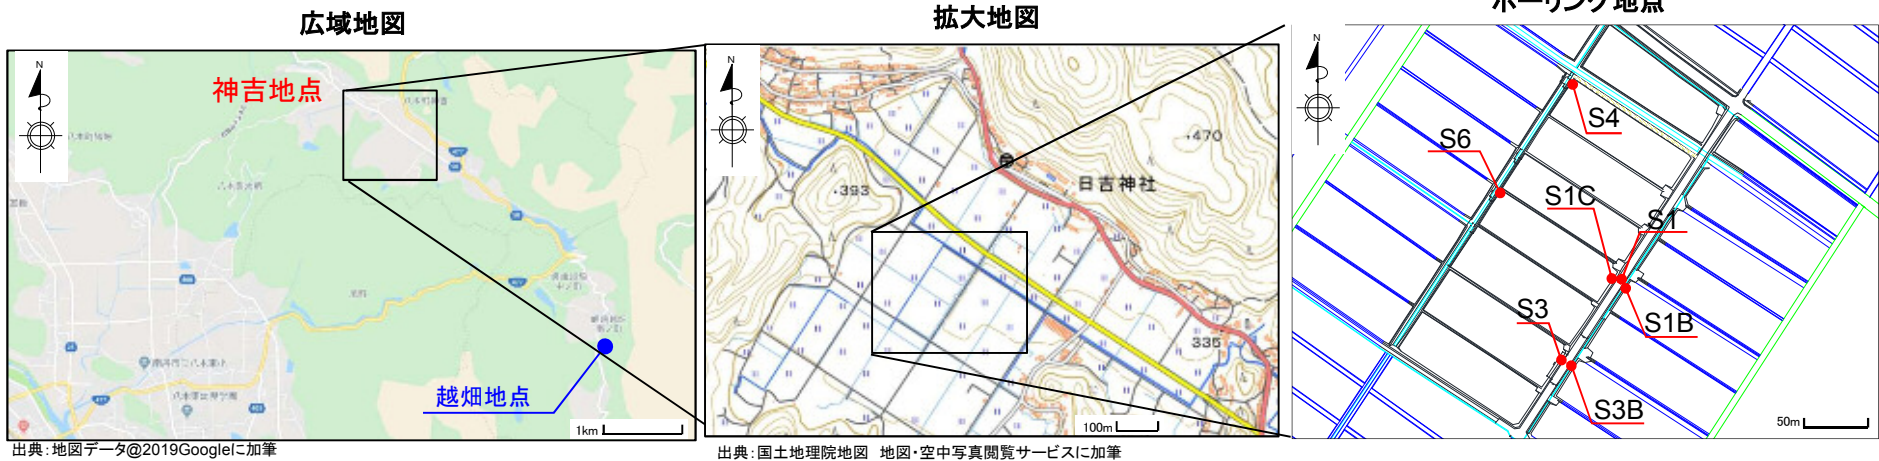 広域地図
拡大地図
ボーリング地点
N
神吉地点
越畑地点
1km
出典：地図データ@2019Googleに加筆
N
・470
・393
日吉神社
335
100m
出典：国土地理院地図　地図・空中写真閲覧サービスに加筆
N
S4
S6
S1C
S1
S1B
S3
S3B
50m